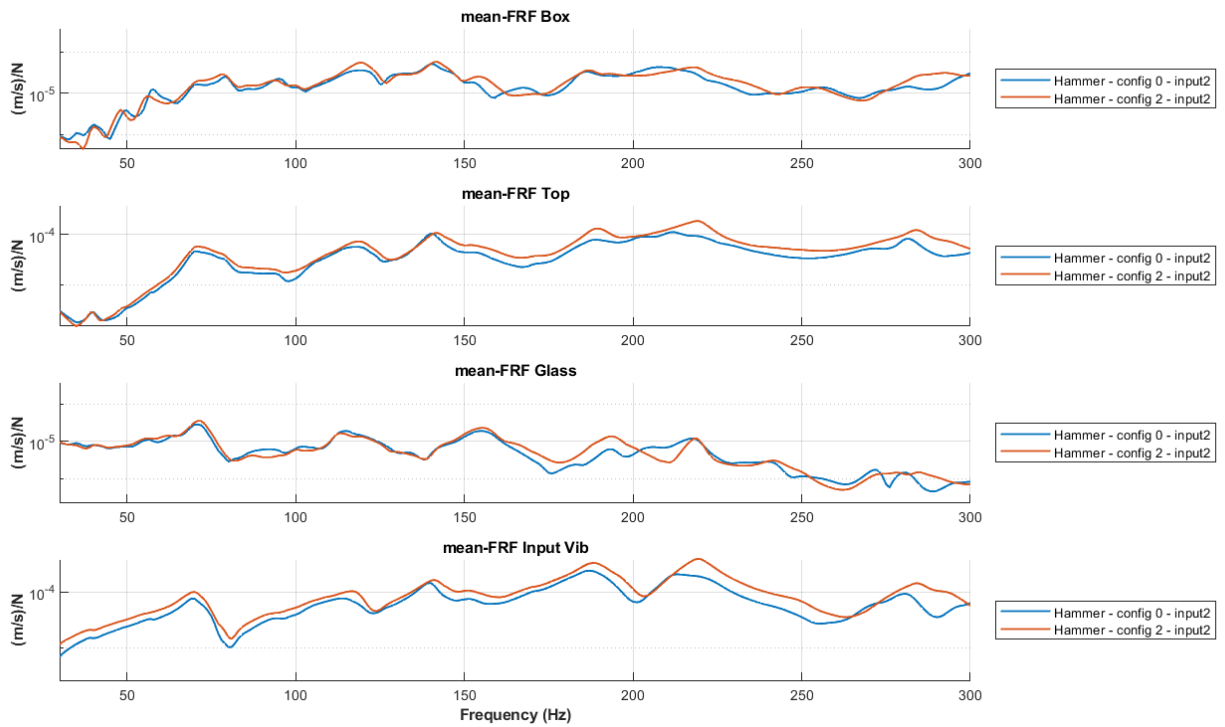 mean-FRF Box
(m/s)/N
10-5
50 100 150 200 250 300
Hammer - config 0 - input2
Hammer - config 2 - input2
mean-FRF Top
(m/s)/N
10-4
50 100 150 200 250 300
Hammer - config 0 - input2
Hammer - config 2 - input2
mean-FRF Glass
(m/s)/N
10-5
50 100 150 200 250 300
Hammer - config 0 - input2
Hammer - config 2 - input2
mean-FRF Input Vib
(m/s)/N
10-4
50 100 150 200 250 300
Frequency (Hz)
Hammer - config 0 - input2
Hammer - config 2 - input2